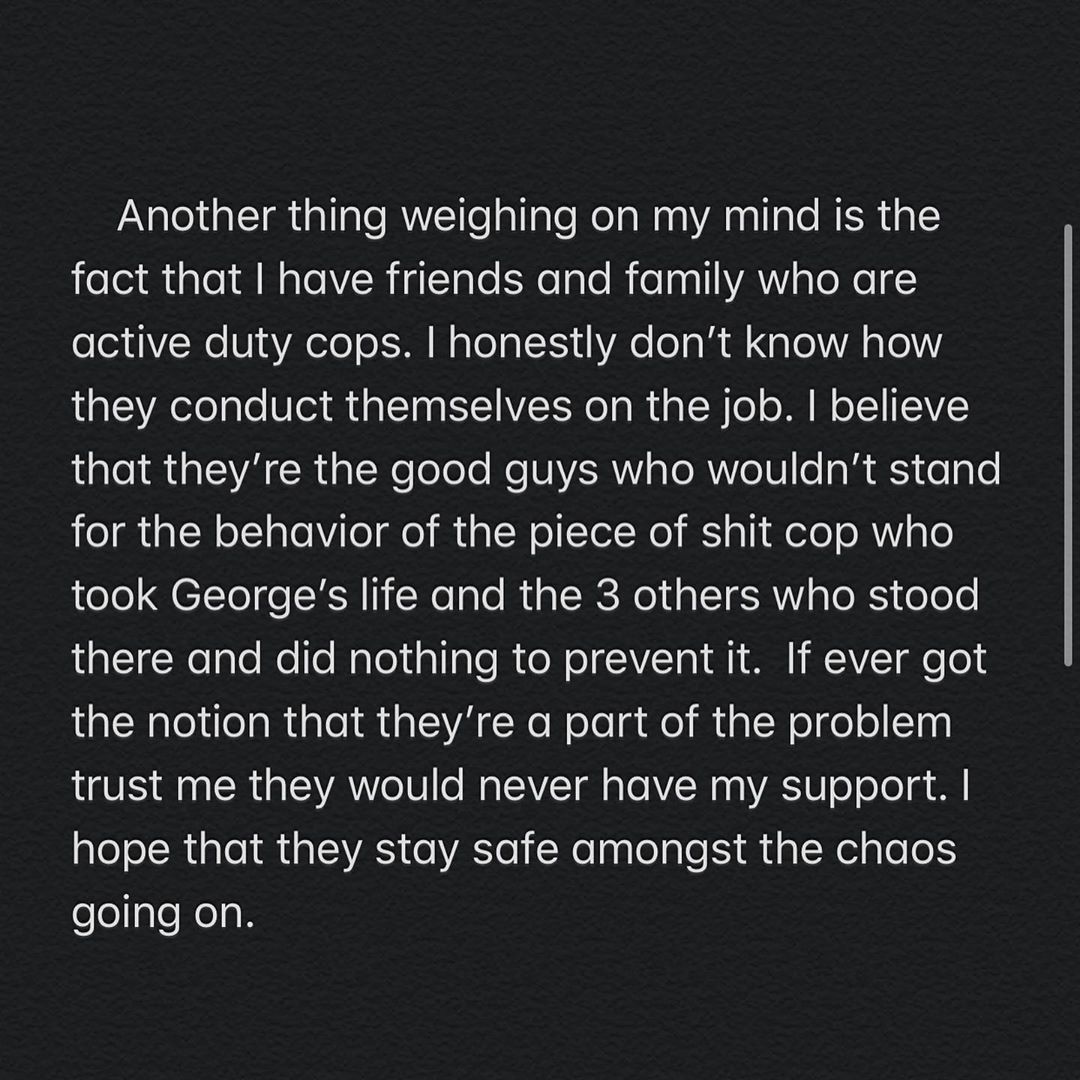 Another thing weighing on my mind is the
fact that I have friends and family who are
active duty cops. I honestly don’t know how
they conduct themselves on the job. I believe
that they’re the good guys who wouldn’t stand
for the behavior of the piece of shit cop who
took George’s life and the 3 others who stood
there and did nothing to prevent it.  If ever got
the notion that they’re a part of the problem
trust me they would never have my support. I
hope that they stay safe amongst the chaos
going on.